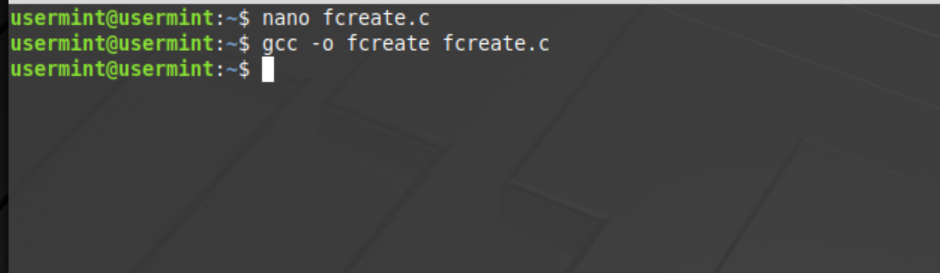 usermint@usermint:~$ nano fcreate.c
usermint@usermint:~$ gcc -o fcreate fcreate.c
usermint@usermint:~$